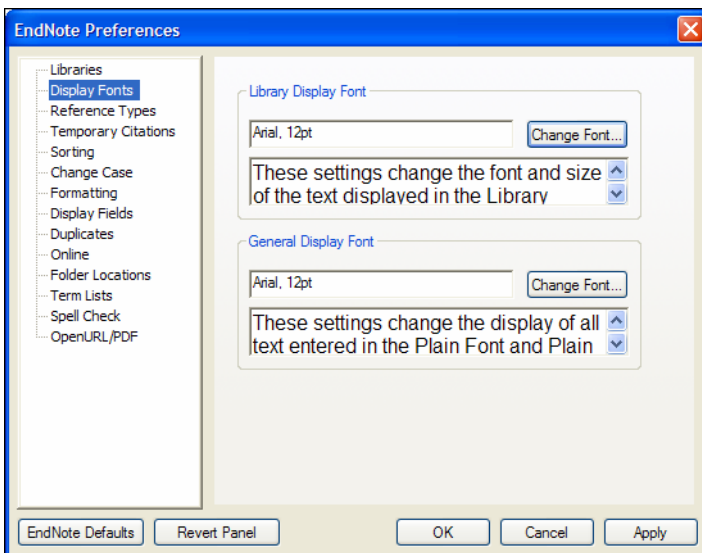 EndNote Preferences
Libraries
Display Fonts
Reference Types
Temporary Citations
Sorting
Change Case
Formatting
Display Fields
Duplicates
Online
Folder Locations
Term Lists
Spell Check
OpenURL/PDF
Library Display Font
Arial, 12pt
Change Font...
These settings change the font and size
of the text displayed in the Library
General Display Font
Arial, 12pt
Change Font...
These settings change the display of all
text entered in the Plain Font and Plain
EndNote Defaults
Revert Panel
OK
Cancel
Apply